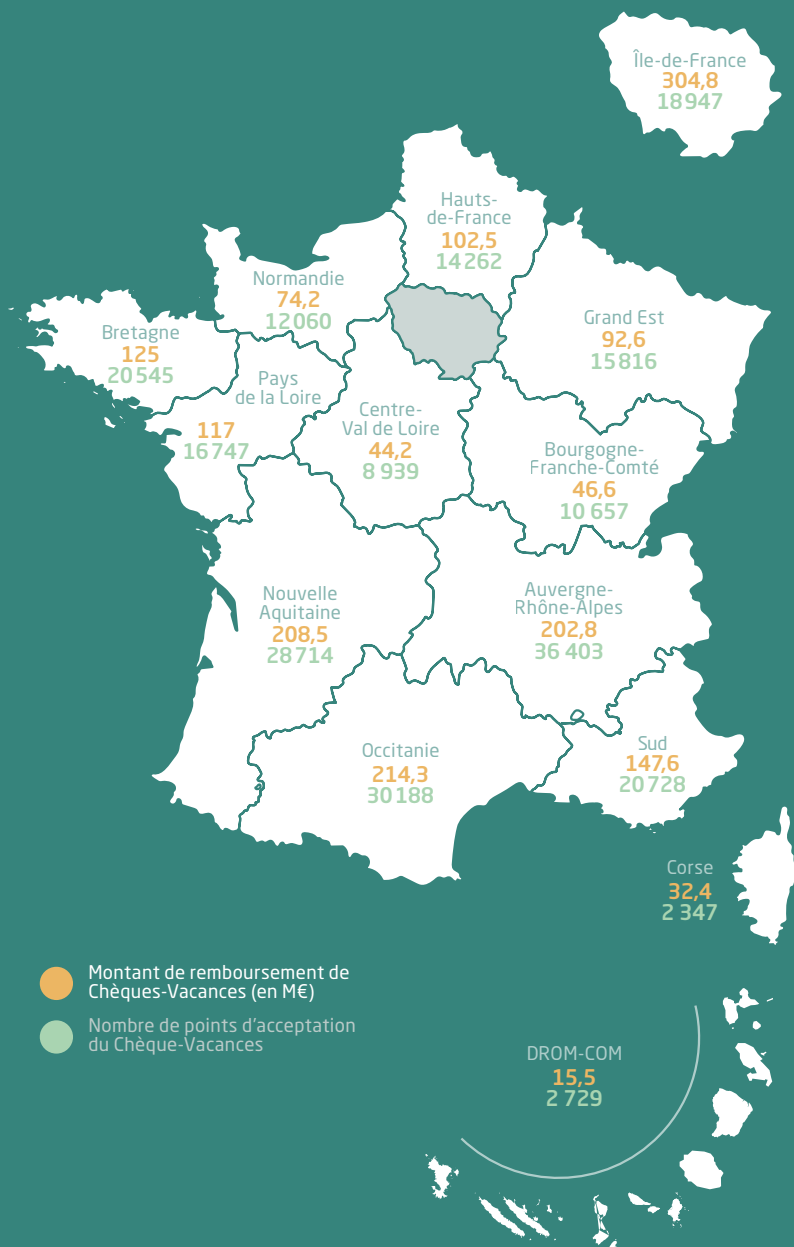 Île-de-France
304,8
18 947
Hauts-
de-France
102,5
14 262
Normandie
74,2
12 060
Bretagne
125
20 545
Pays
de la Loire
117
16 747
Centre-
Val de Loire
44,2
8 939
Grand Est
92,6
15 816
Bourgogne-
Franche-Comté
46,6
10 657
Nouvelle
Aquitaine
208,5
28 714
Auvergne-
Rhône-Alpes
202,8
36 403
Occitanie
214,3
30 188
Sud
147,6
20 728
Corse
32,4
2 347
Montant de remboursement de
Chèques-Vacances (en M€)
Nombre de points d'acceptation
du Chèque-Vacances
DROM-COM
15,5
2 729